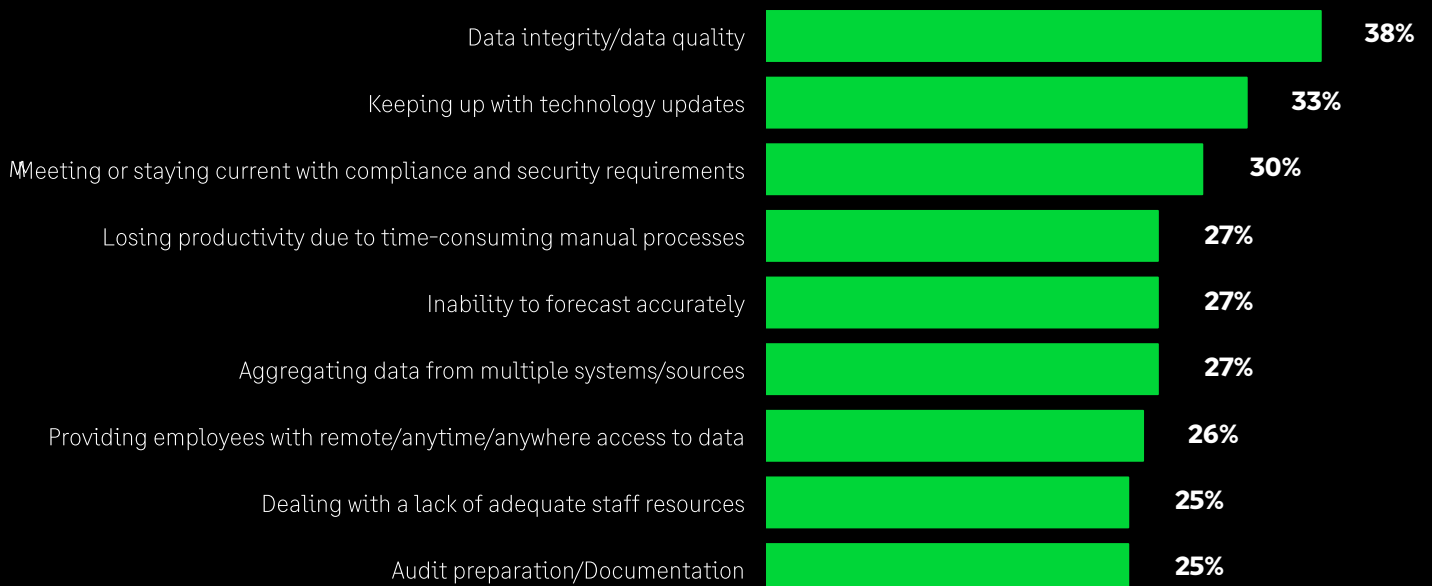 Data integrity/data quality 38%
Keeping up with technology updates 33%
Meeting or staying current with compliance and security requirements 30%
Losing productivity due to time-consuming manual processes 27%
Inability to forecast accurately 27%
Aggregating data from multiple systems/sources 27%
Providing employees with remote/anytime/anywhere access to data 26%
Dealing with a lack of adequate staff resources 25%
Audit preparation/Documentation 25%